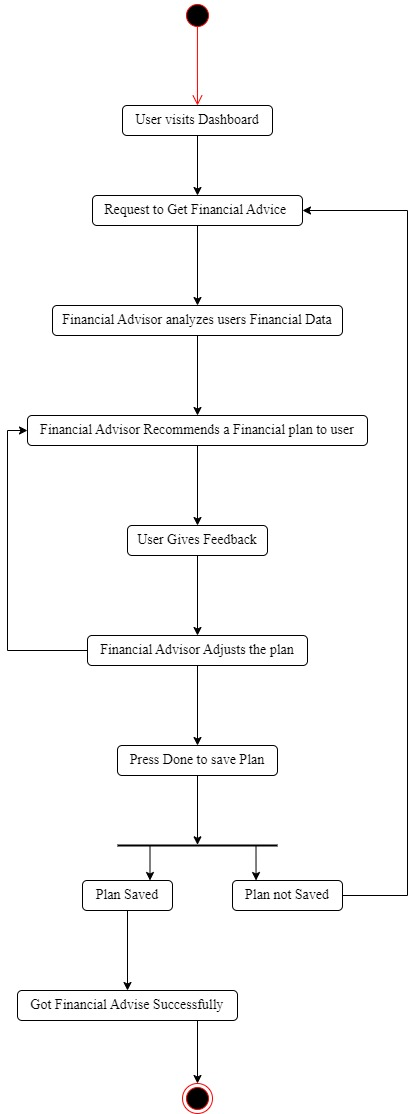 User visits Dashboard
Request to Get Financial Advice
Financial Advisor analyzes users Financial Data
Financial Advisor Recommends a Financial plan to user
User Gives Feedback
Financial Advisor Adjusts the plan
Press Done to save Plan
Plan Saved
Plan not Saved
Got Financial Advise Successfully